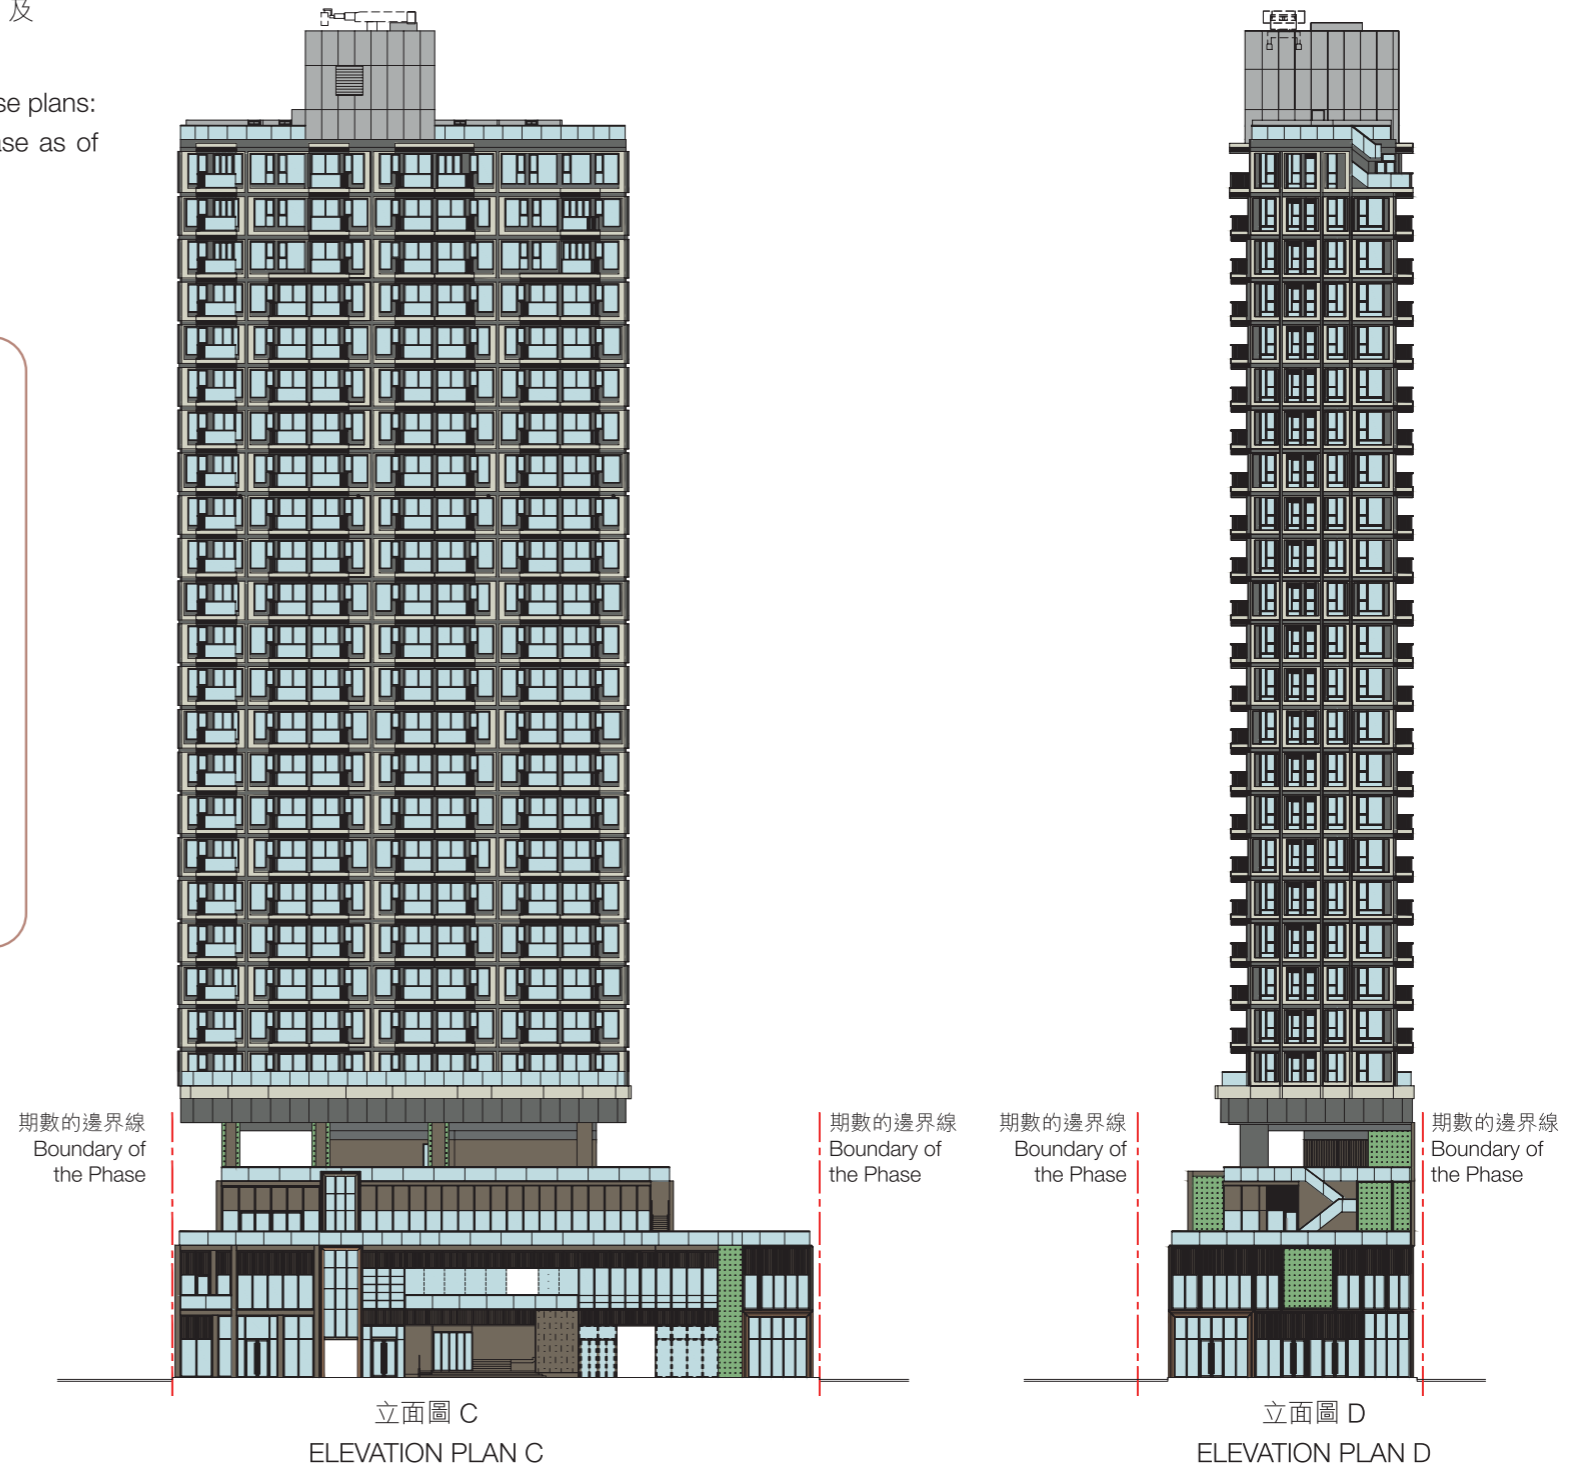 及
se plans:
ase as of
期數的邊界線
Boundary of
the Phase
期數的邊界線
Boundary of
the Phase
期數的邊界線
Boundary of
the Phase
期數的邊界線
Boundary of
the Phase
立面圖 C
ELEVATION PLAN C
立面圖 D
ELEVATION PLAN D